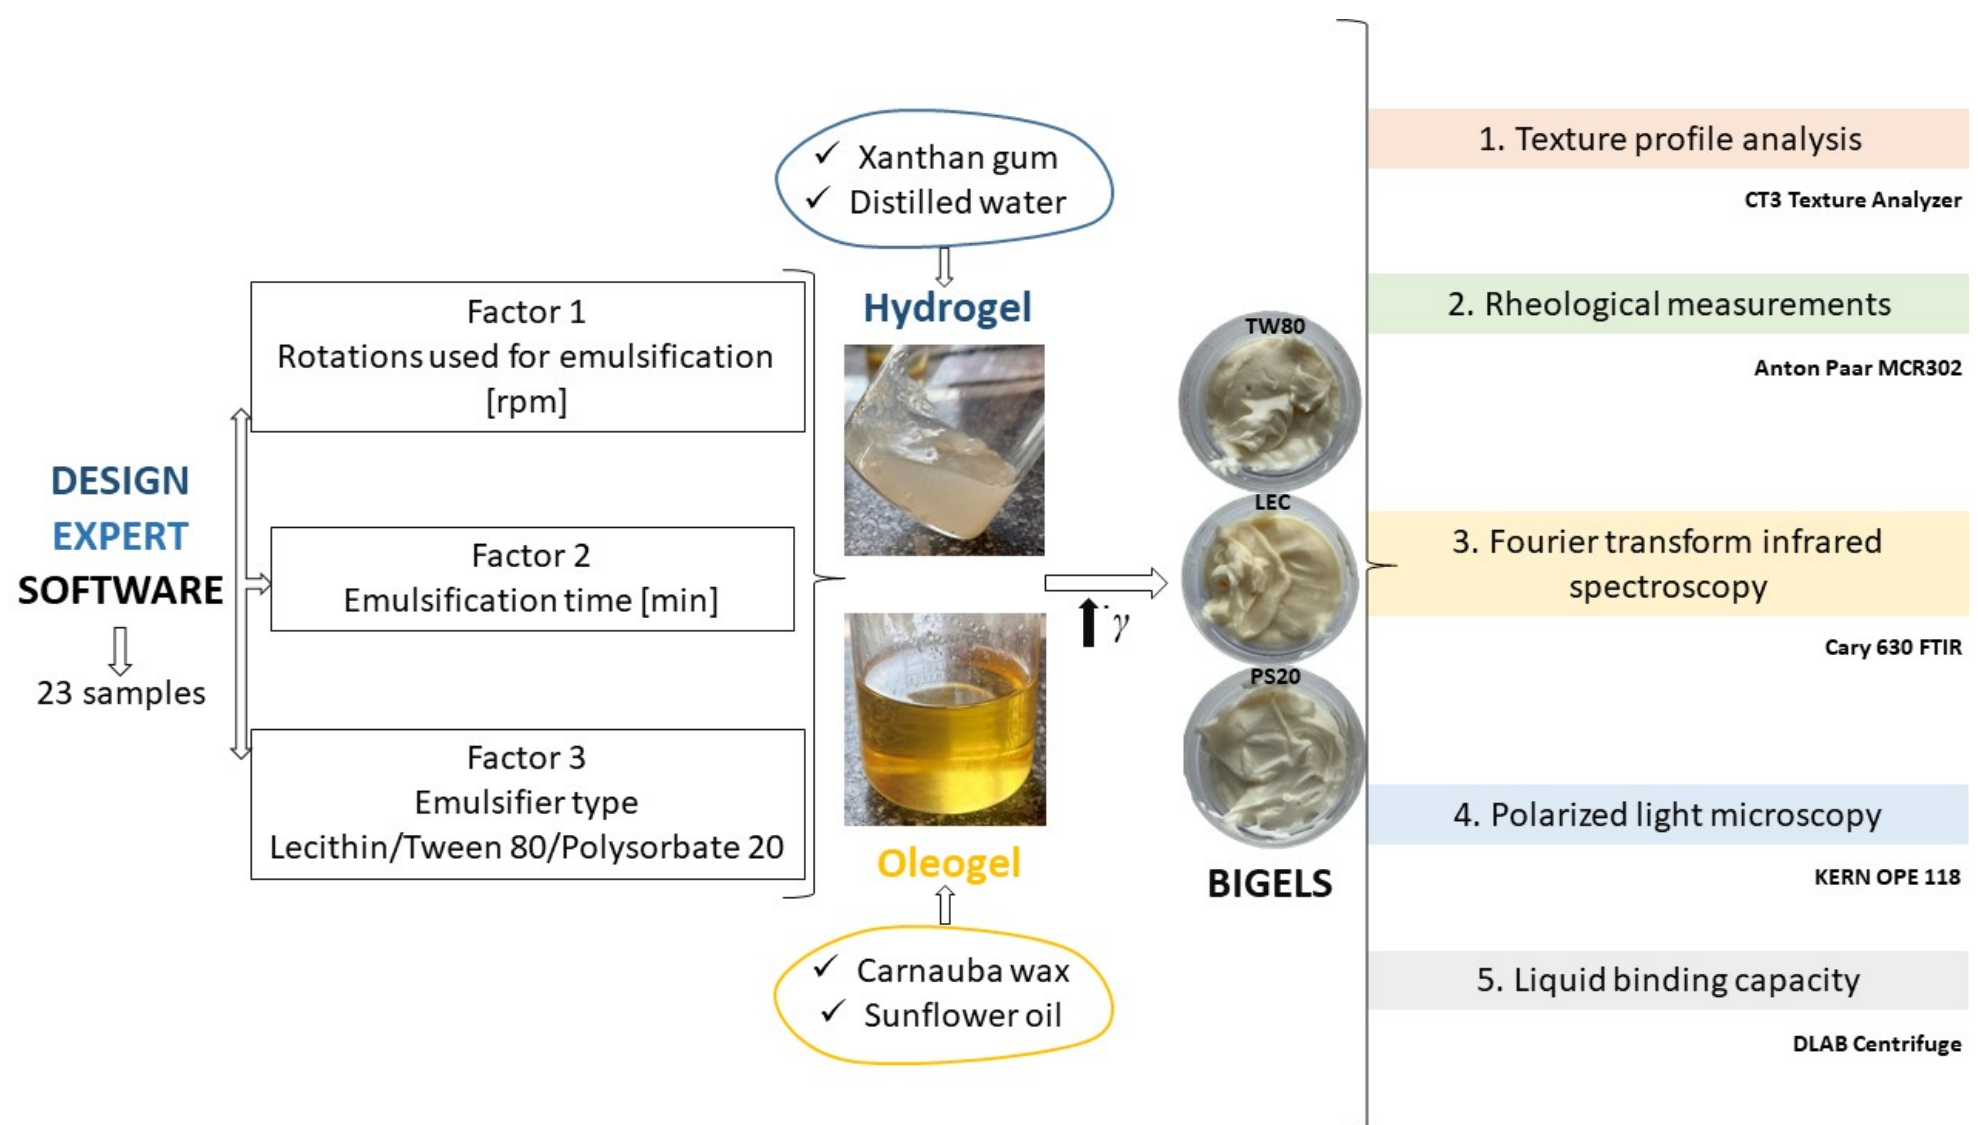 DESIGN
EXPERT
SOFTWARE
23 samples
Factor 1
Rotations used for emulsification
[rpm]
Factor 2
Emulsification time [min]
Factor 3
Emulsifier type
Lecithin/Tween 80/Polysorbate 20
✓ Xanthan gum
✓ Distilled water
Hydrogel
Oleogel
✓ Carnauba wax
✓ Sunflower oil
γ̇
TW80
LEC
PS20
BIGELS
1. Texture profile analysis
CT3 Texture Analyzer
2. Rheological measurements
Anton Paar MCR302
3. Fourier transform infrared
spectroscopy
Cary 630 FTIR
4. Polarized light microscopy
KERN OPE 118
5. Liquid binding capacity
DLAB Centrifuge